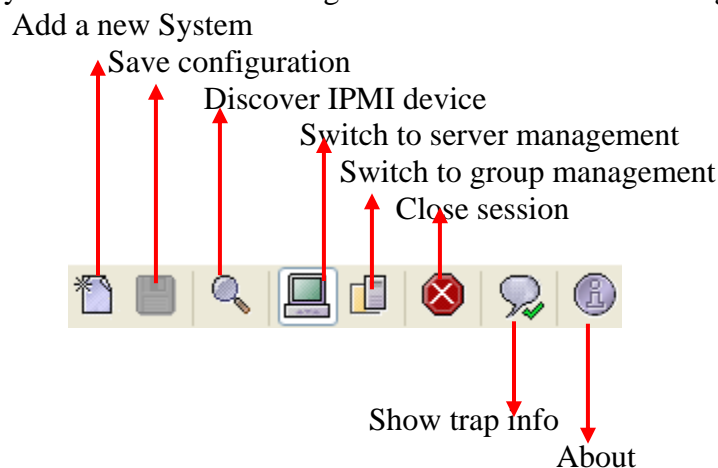 Add a new System
Save configuration
Discover IPMI device
Switch to server management
Switch to group management
Close session
Show trap info
About